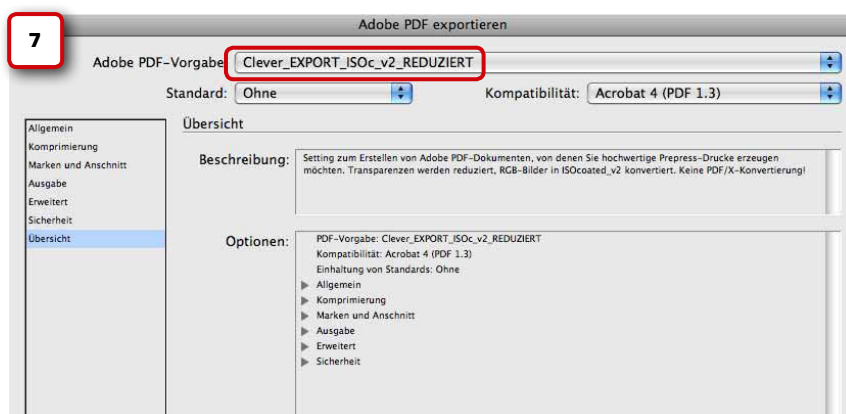 Adobe PDF exportieren
7
Adobe PDF-Vorgabe: Clever_EXPORT_ISOc_v2_REDUZIERT
Standard: Ohne Kompatibilität: Acrobat 4 (PDF 1.3)
Allgemein
Komprimierung
Marken und Anschnitt
Ausgabe
Erweitert
Sicherheit
Übersicht
Übersicht
Beschreibung: Setting zum Erstellen von Adobe PDF-Dokumenten, von denen Sie hochwertige Prepress-Drucke erzeugen
möchten. Transparenzen werden reduziert, RGB-Bilder in ISOcoated_v2 konvertiert. Keine PDF/X-Konvertierung!
Optionen: PDF-Vorgabe: Clever_EXPORT_ISOc_v2_REDUZIERT
Kompatibilität: Acrobat 4 (PDF 1.3)
Einhaltung von Standards: Ohne
Allgemein
Komprimierung
Marken und Anschnitt
Ausgabe
Erweitert
Sicherheit